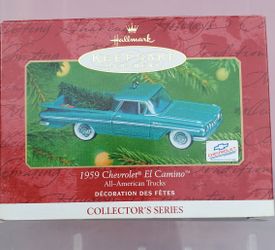 Hallmark
KEEPSAKE
1959 Chevrolet® El Camino™
All-American Trucks
DÉCORATION DES FÊTES
COLLECTOR'S SERIES